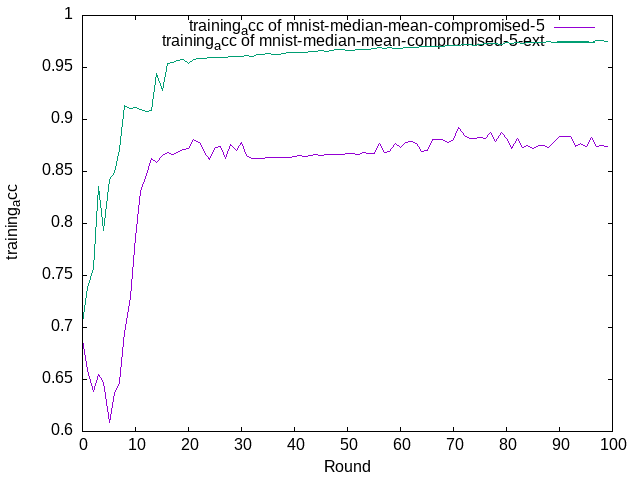 training_acc of mnist-median-mean-compromised-5
training_acc of mnist-median-mean-compromised-5-ext
1
0.95
0.9
0.85
0.8
0.75
0.7
0.65
0.6
training_acc
0 10 20 30 40 50 60 70 80 90 100
Round